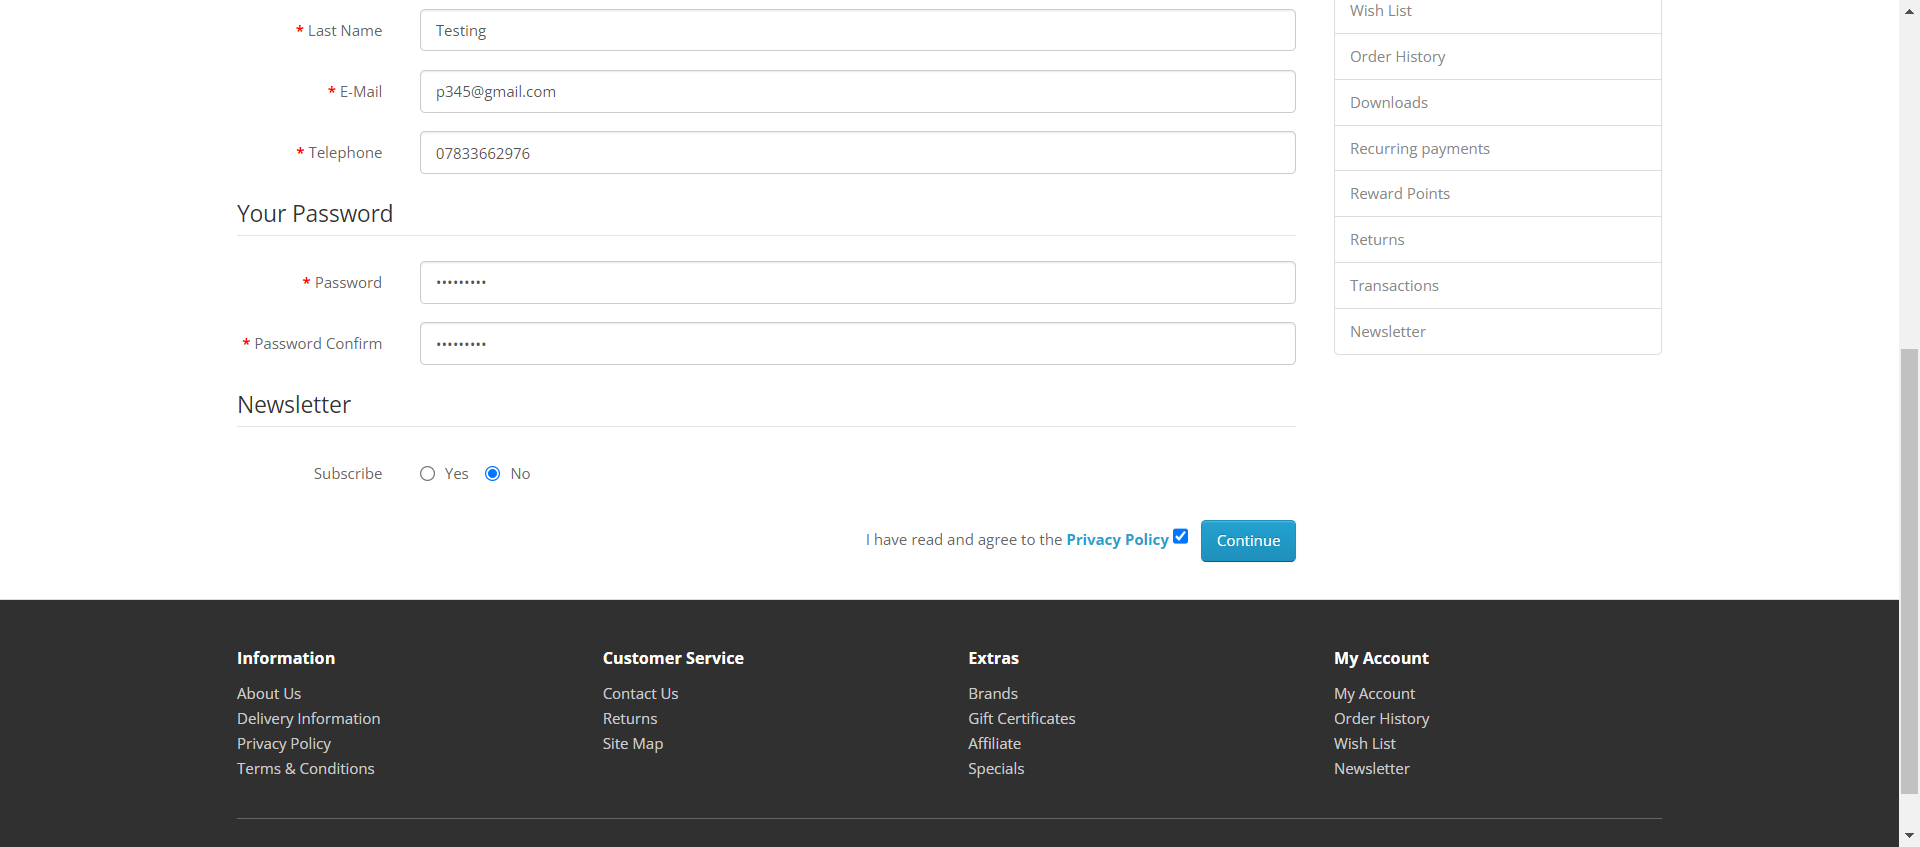 * Last Name
Testing
* E-Mail
p345@gmail.com
* Telephone
07833662976
Your Password
* Password
•••••••••
* Password Confirm
•••••••••
Newsletter
Subscribe
Yes
No
I have read and agree to the Privacy Policy
Continue
Wish List
Order History
Downloads
Recurring payments
Reward Points
Returns
Transactions
Newsletter
Information
About Us
Delivery Information
Privacy Policy
Terms & Conditions
Customer Service
Contact Us
Returns
Site Map
Extras
Brands
Gift Certificates
Affiliate
Specials
My Account
My Account
Order History
Wish List
Newsletter